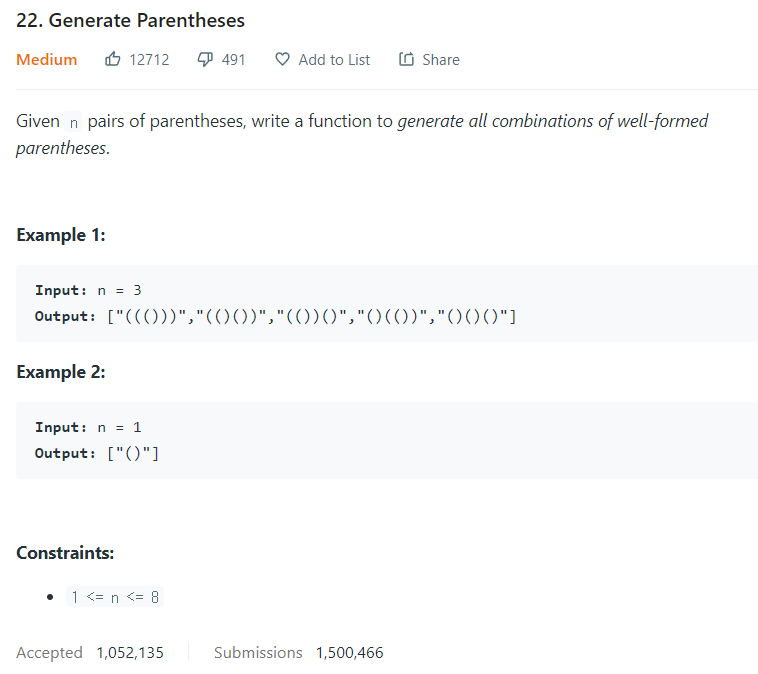 22. Generate Parentheses
Medium 12712 491 Add to List Share
Given n pairs of parentheses, write a function to generate all combinations of well-formed
parentheses.
Example 1:
Input: n = 3
Output: ["((()))","(()())","(())()","()(())","()()()"]
Example 2:
Input: n = 1
Output: ["()"]
Constraints:
• 1 <= n <= 8
Accepted 1,052,135 Submissions 1,500,466